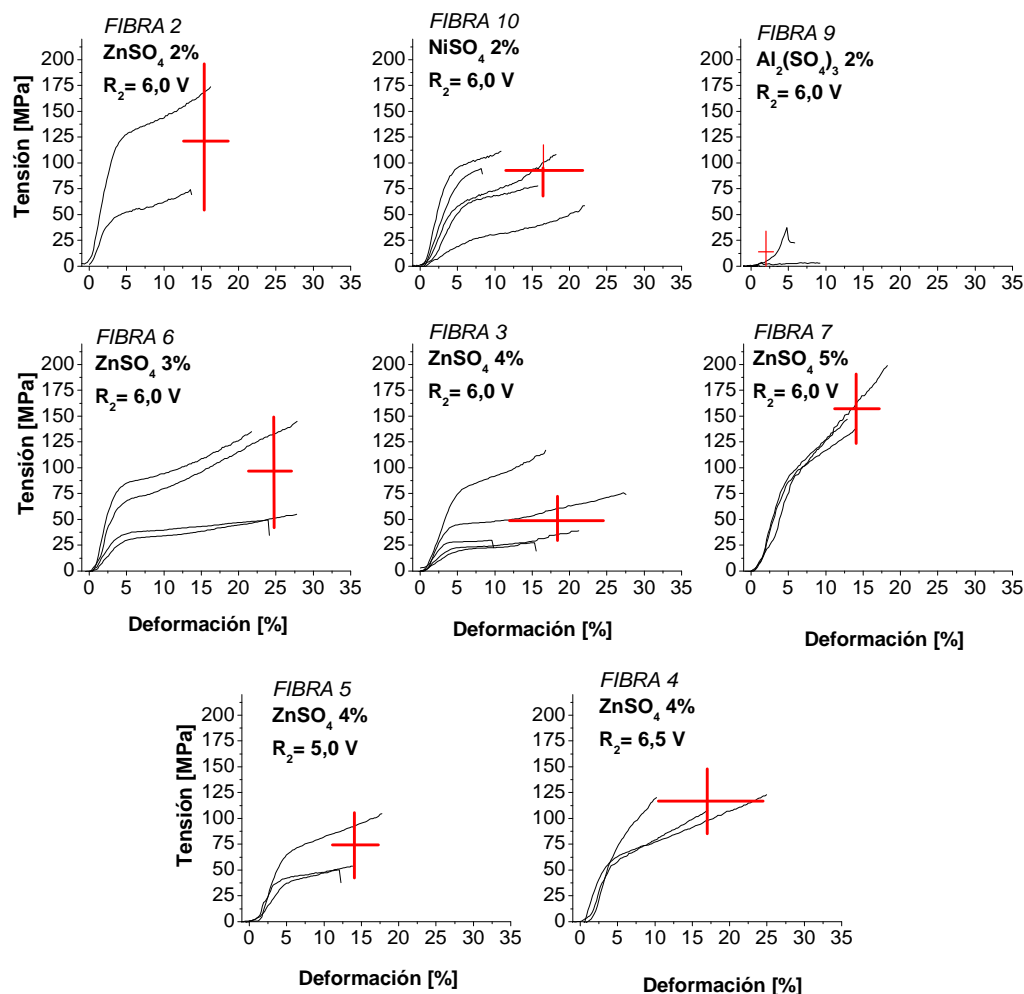 FIBRA 2
ZnSO4 2%
R2= 6,0 V
FIBRA 10
NiSO4 2%
R2= 6,0 V
FIBRA 9
Al2(SO4)3 2%
R2= 6,0 V
Tensión [MPa]
200
175
150
125
100
75
50
25
0
0 5 10 15 20 25 30 35
200
175
150
125
100
75
50
25
0
0 5 10 15 20 25 30 35
200
175
150
125
100
75
50
25
0
0 5 10 15 20 25 30 35
FIBRA 6
ZnSO4 3%
R2= 6,0 V
FIBRA 3
ZnSO4 4%
R2= 6,0 V
FIBRA 7
ZnSO4 5%
R2= 6,0 V
Tensión [MPa]
200
175
150
125
100
75
50
25
0
0 5 10 15 20 25 30 35
Deformación [%]
200
175
150
125
100
75
50
25
0
0 5 10 15 20 25 30 35
Deformación [%]
200
175
150
125
100
75
50
25
0
0 5 10 15 20 25 30 35
Deformación [%]
FIBRA 5
ZnSO4 4%
R2= 5,0 V
FIBRA 4
ZnSO4 4%
R2= 6,5 V
Tensión [MPa]
200
175
150
125
100
75
50
25
0
0 5 10 15 20 25 30 35
Deformación [%]
200
175
150
125
100
75
50
25
0
0 5 10 15 20 25 30 35
Deformación [%]